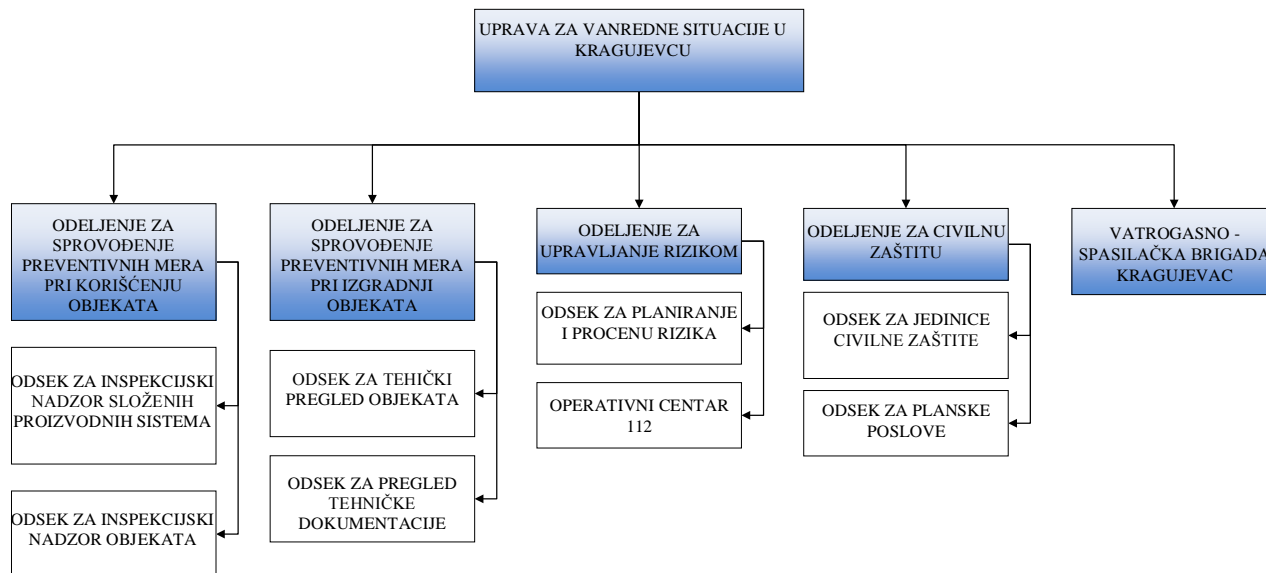 UPRAVA ZA VANREDNE SITUACIJE U
KRAGUJEVCU
ODELJENJE ZA
SPROVOĐENJE
PREVENTIVNIH MERA
PRI KORIŠĆENJU
OBJEKATA
ODSEK ZA INSPEKCIJSKI
NADZOR SLOŽENIH
PROIZVODNIH SISTEMA
ODSEK ZA INSPEKCIJSKI
NADZOR OBJEKATA
ODELJENJE ZA
SPROVOĐENJE
PREVENTIVNIH MERA
PRI IZGRADNJI
OBJEKATA
ODSEK ZA TEHIČKI
PREGLED OBJEKATA
ODSEK ZA PREGLED
TEHNIČKE
DOKUMENTACIJE
ODELJENJE ZA
UPRAVLJANJE RIZIKOM
ODSEK ZA PLANIRANJE
I PROCENU RIZIKA
OPERATIVNI CENTAR
112
ODELJENJE ZA CIVILNU
ZAŠTITU
ODSEK ZA JEDINICE
CIVILNE ZAŠTITE
ODSEK ZA PLANSKE
POSLOVE
VATROGASNO -
SPASILAČKA BRIGADA
KRAGUJEVAC